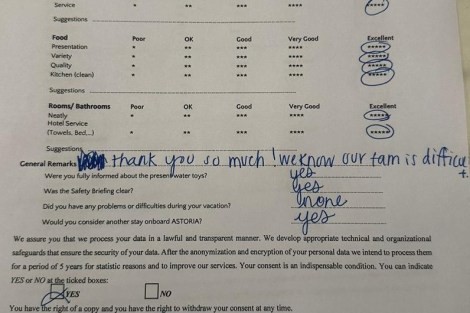 Service * ** *** **** *****
Suggestions
Food Poor OK Good Very Good Excellent
Presentation * ** *** **** *****
Variety * ** *** **** *****
Quality * ** *** **** *****
Kitchen (clean) * ** *** **** *****
Suggestions
Rooms/ Bathrooms Poor OK Good Very Good Excellent
Neatly * ** *** **** *****
Hotel Service
(Towels, Bed,..) * ** *** **** *****
Suggestions
General Remarks thank you so much! we know our fam is difficult.
Were you fully informed about the present water toys? yes
Was the Safety Briefing clear? yes
Did you have any problems or difficulties during your vacation? none
Would you consider another stay onboard ASTORIA? yes
We assure you that we process your data in a lawful and transparent manner. We develop appropriate technical and organizational
safeguards that ensure the security of your data. After the anonymization and encryption of your personal data we intend to process them
for a period of 5 years for statistic reasons and to improve our services. Your consent is an indispensable condition. You can indicate
YES or NO at the ticked boxes:
YES NO
You have the right of a copy and you have the right to withdraw your consent at any time.